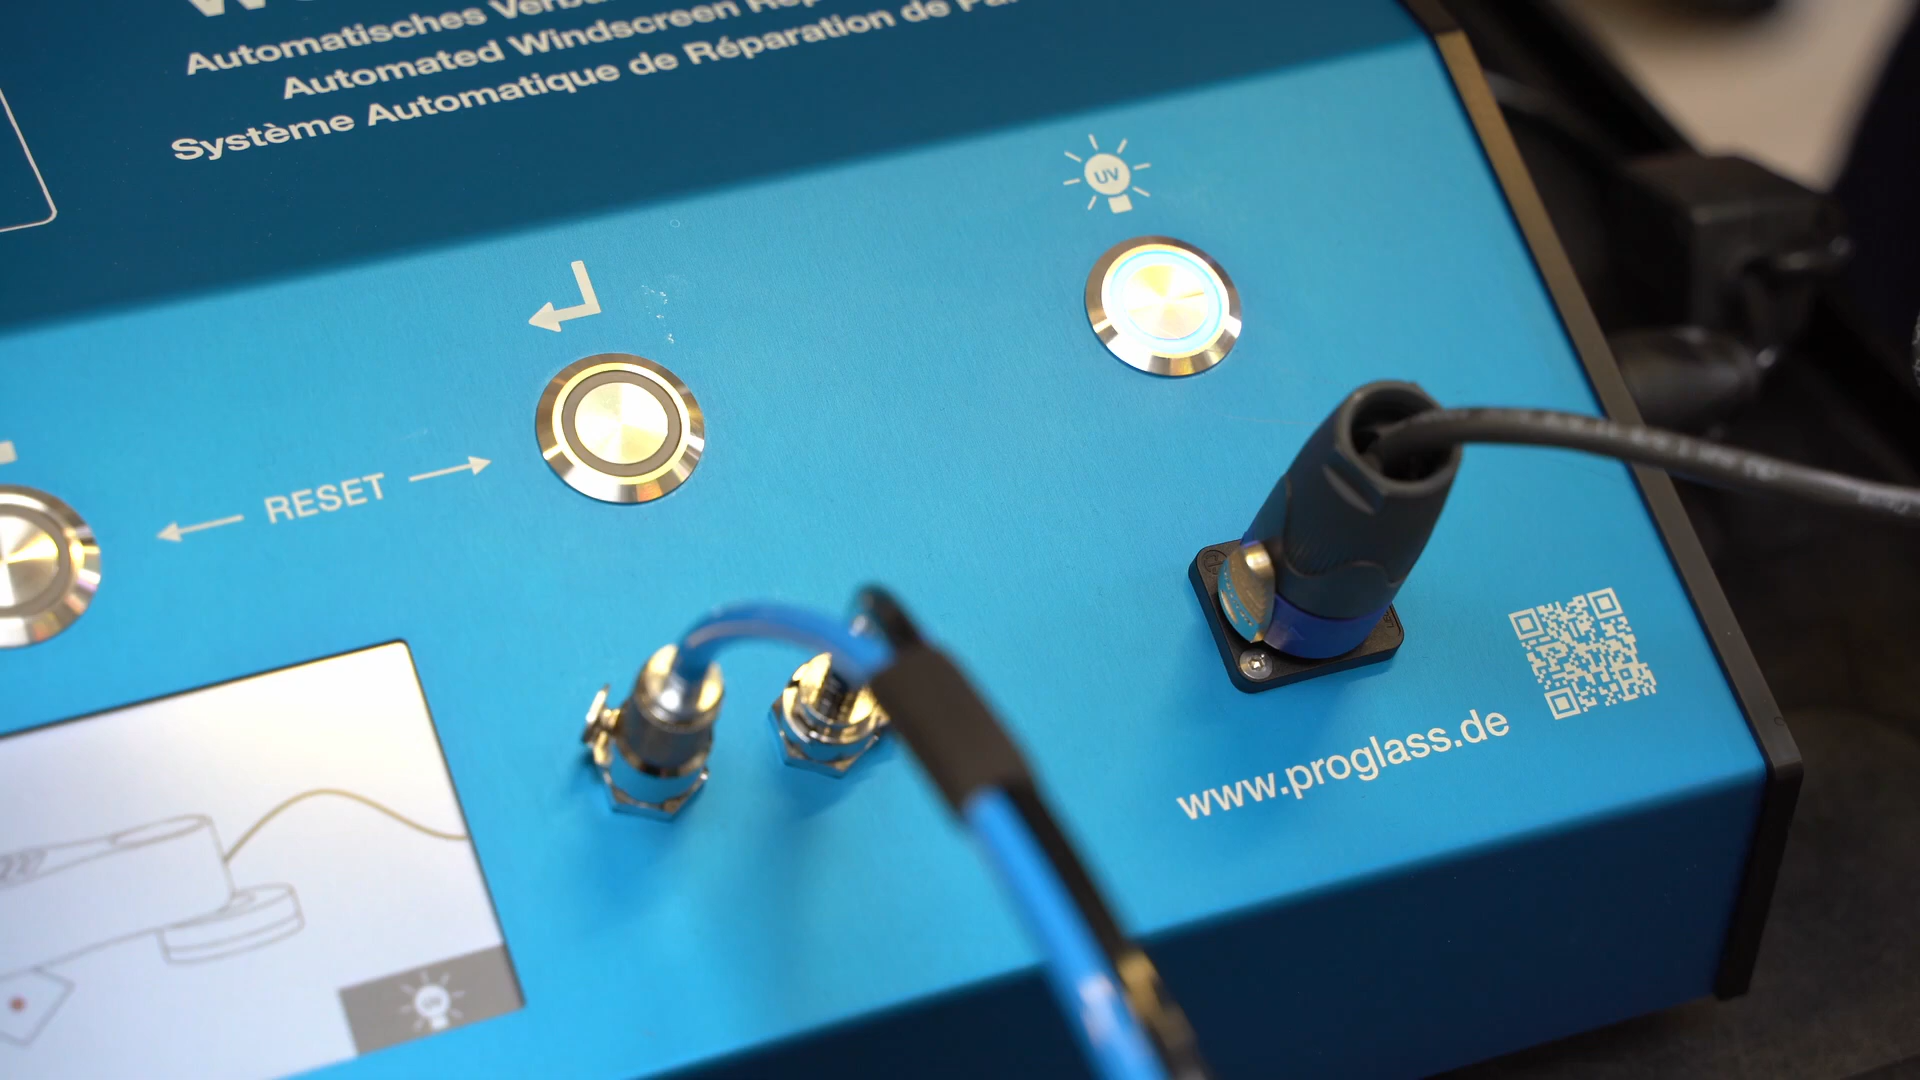 Automatisches
Automated Windscreen
Système Automatique de Réparation de
UV
RESET
www.proglass.de